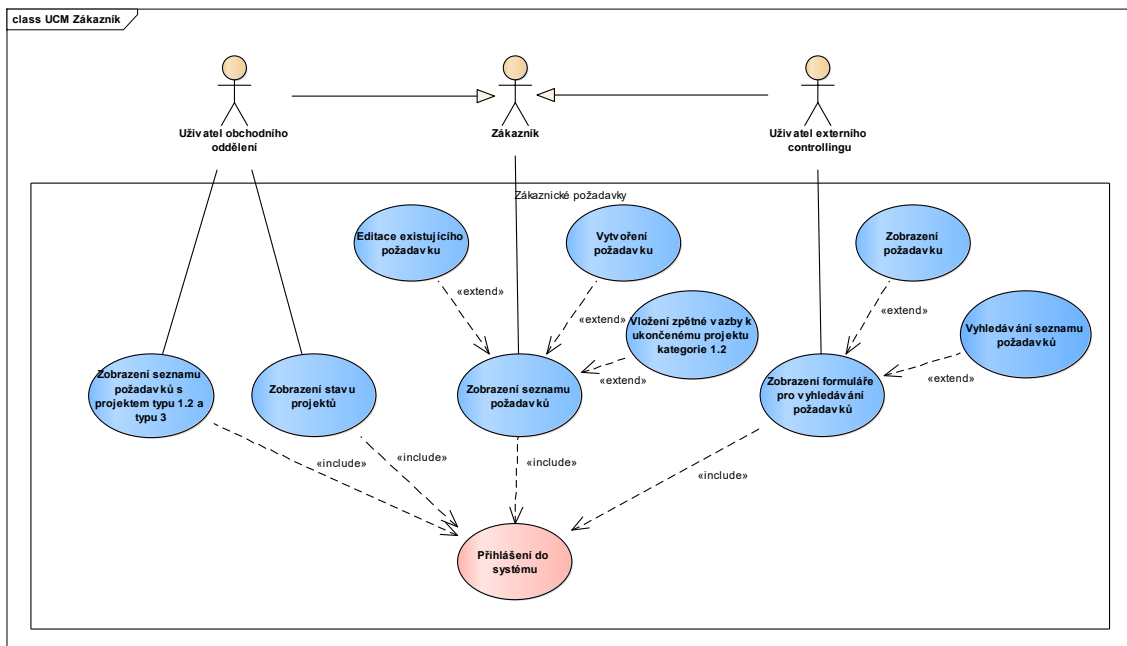 class UCM Zákazník
Uživatel obchodního
oddělení
Zákazník
Uživatel externího
controllingu
Zákaznické požadavky
Editace existujícího
požadavku
Vytvoření
požadavku
Zobrazení
požadavku
«extend»
«extend»
«extend»
Vložení zpětné vazby k
ukončenému projektu
kategorie 1.2
«extend»
Vyhledávání seznamu
požadavků
«extend»
Zobrazení seznamu
požadavků s
projektem typu 1.2 a
typu 3
Zobrazení stavu
projektů
Zobrazení seznamu
požadavků
Zobrazení formuláře
pro vyhledávání
požadavků
«include»
«include»
«include»
«include»
Přihlášení do
systému